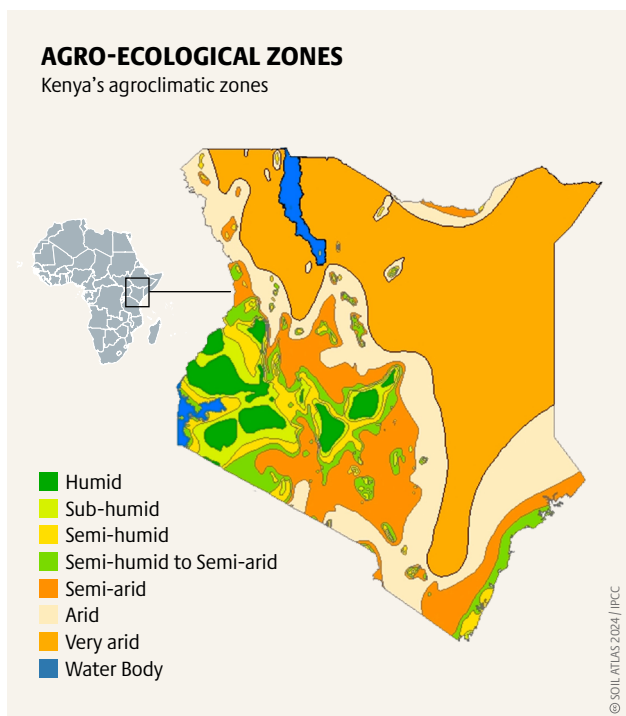 AGRO-ECOLOGICAL ZONES
Kenya’s agroclimatic zones
Humid
Sub-humid
Semi-humid
Semi-humid to Semi-arid
Semi-arid
Arid
Very arid
Water Body
🅭 SOIL ATLAS 2024 / IPCC